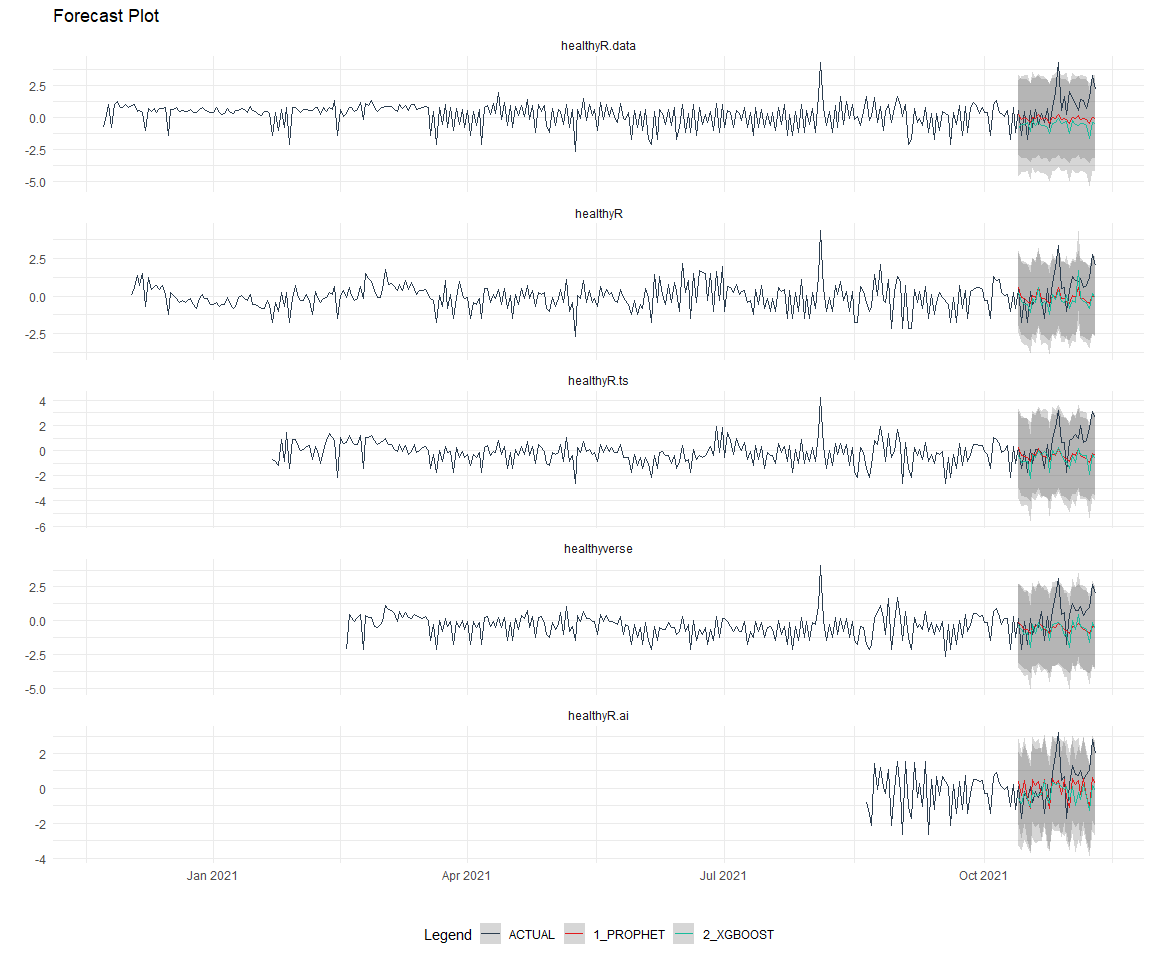 Forecast Plot
healthyR.data
2.5
0.0
-2.5
-5.0
healthyR
2.5
0.0
-2.5
healthyR.ts
4
2
0
-2
-4
-6
healthyverse
2.5
0.0
-2.5
-5.0
healthyR.ai
2
0
-2
-4
Jan 2021 Apr 2021 Jul 2021 Oct 2021
Legend ACTUAL 1_PROPHET 2_XGBOOST